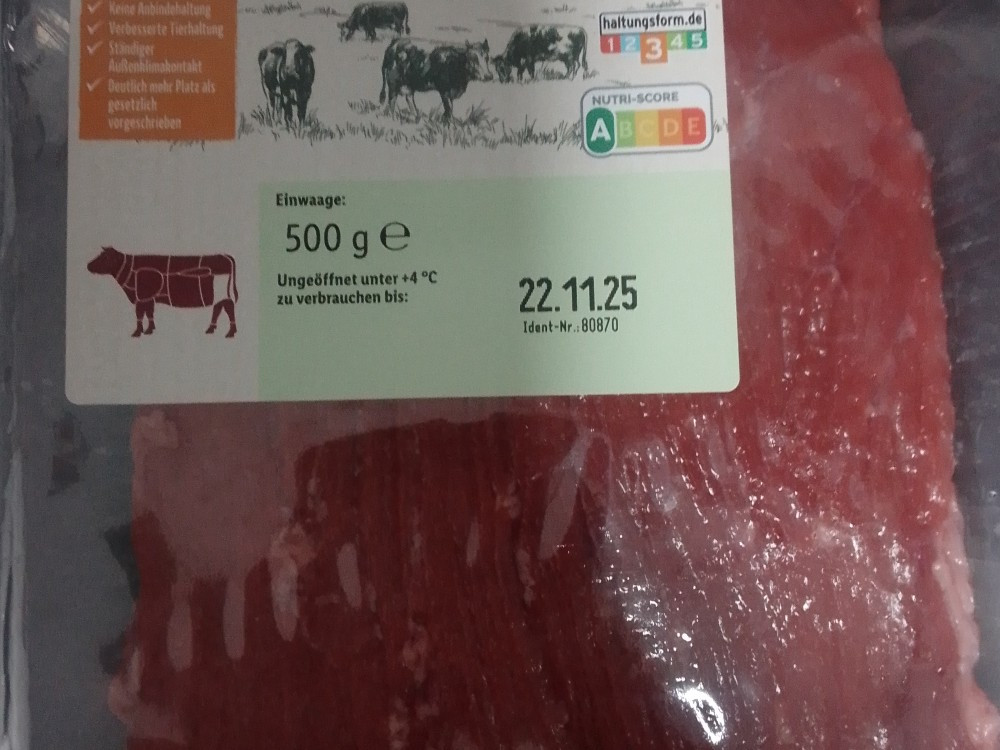 Keine Anbindehaltung
Verbesserte Tierhaltung
Ständiger
Außenklimakontakt
Deutlich mehr Platz als
gesetzlich
vorgeschrieben
haltungsform.de
1 2 3 4 5
NUTRI-SCORE
A B C D E
Einwaage:
500 g ℮
Ungeöffnet unter +4 °C
zu verbrauchen bis:
22.11.25
Ident-Nr.: 80870